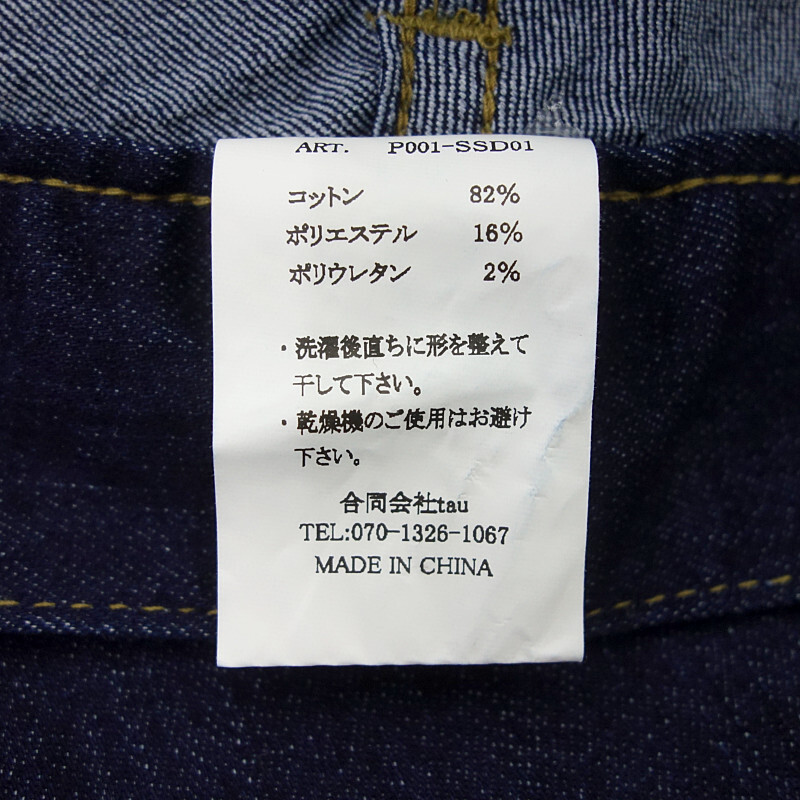 ART. P001-SSD01
コットン 82%
ポリエステル 16%
ポリウレタン 2%
・洗濯後直ちに形を整えて
干して下さい。
・乾燥機のご使用はお避け
下さい。
合同会社tau
TEL:070-1326-1067
MADE IN CHINA